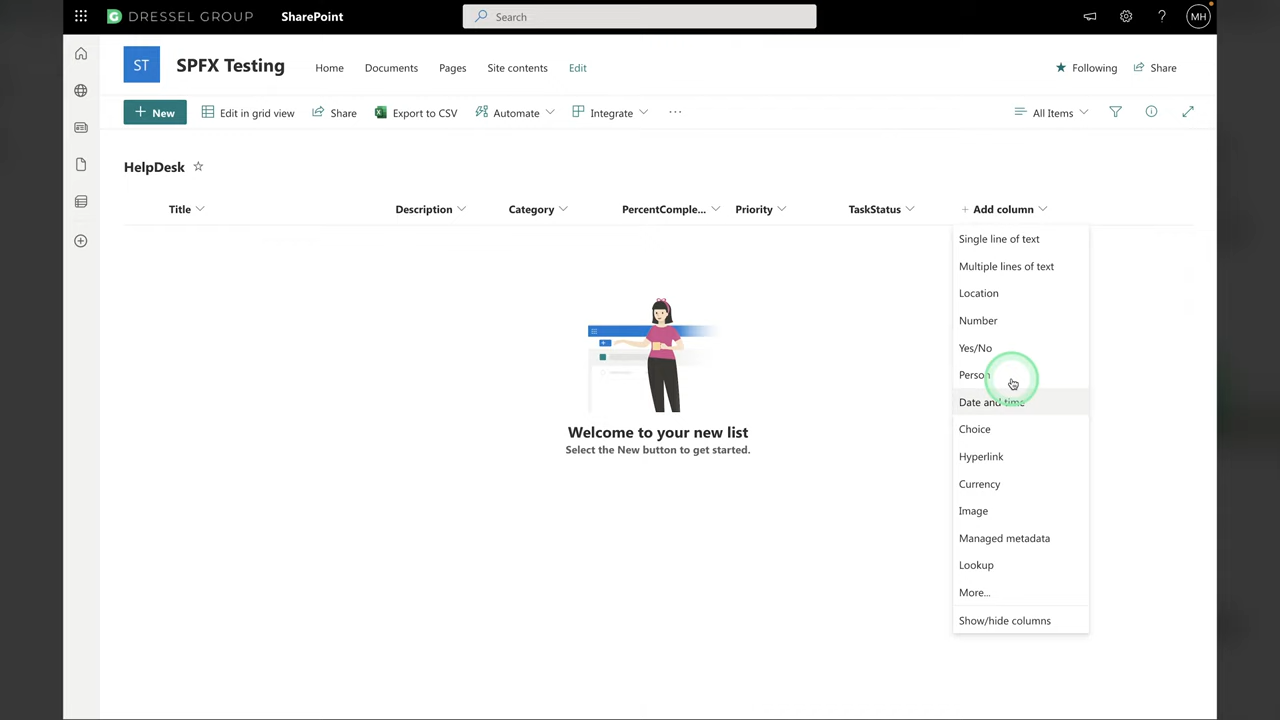 DRESSEL GROUP SharePoint Search MH
ST SPFX Testing Home Documents Pages Site contents Edit Following Share
New Edit in grid view Share Export to CSV Automate Integrate ... All Items
HelpDesk
Title Description Category PercentComple... Priority TaskStatus + Add column
Single line of text
Multiple lines of text
Location
Number
Yes/No
Person
Date and time
Choice
Hyperlink
Currency
Image
Managed metadata
Lookup
More...
Show/hide columns
Welcome to your new list
Select the New button to get started.